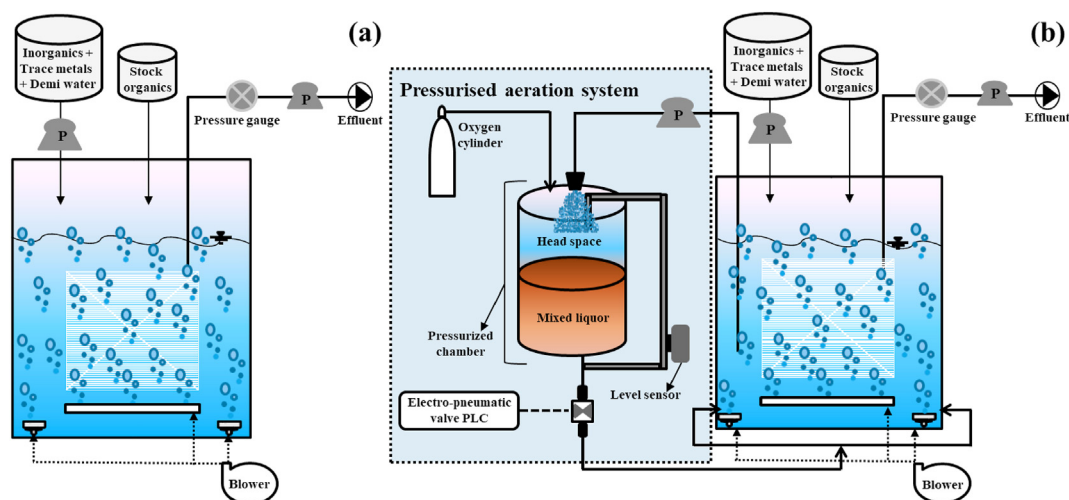 (a)
Inorganics +
Trace metals
+ Demi water
Stock
organics
P
Pressure gauge
P
Effluent
P
Blower
(b)
Pressurised aeration system
Oxygen
cylinder
Head space
Mixed liquor
Pressurized
chamber
Electro-pneumatic
valve PLC
Level sensor
P
Inorganics +
Trace metals
+ Demi water
Stock
organics
P
Pressure gauge
P
Effluent
Blower